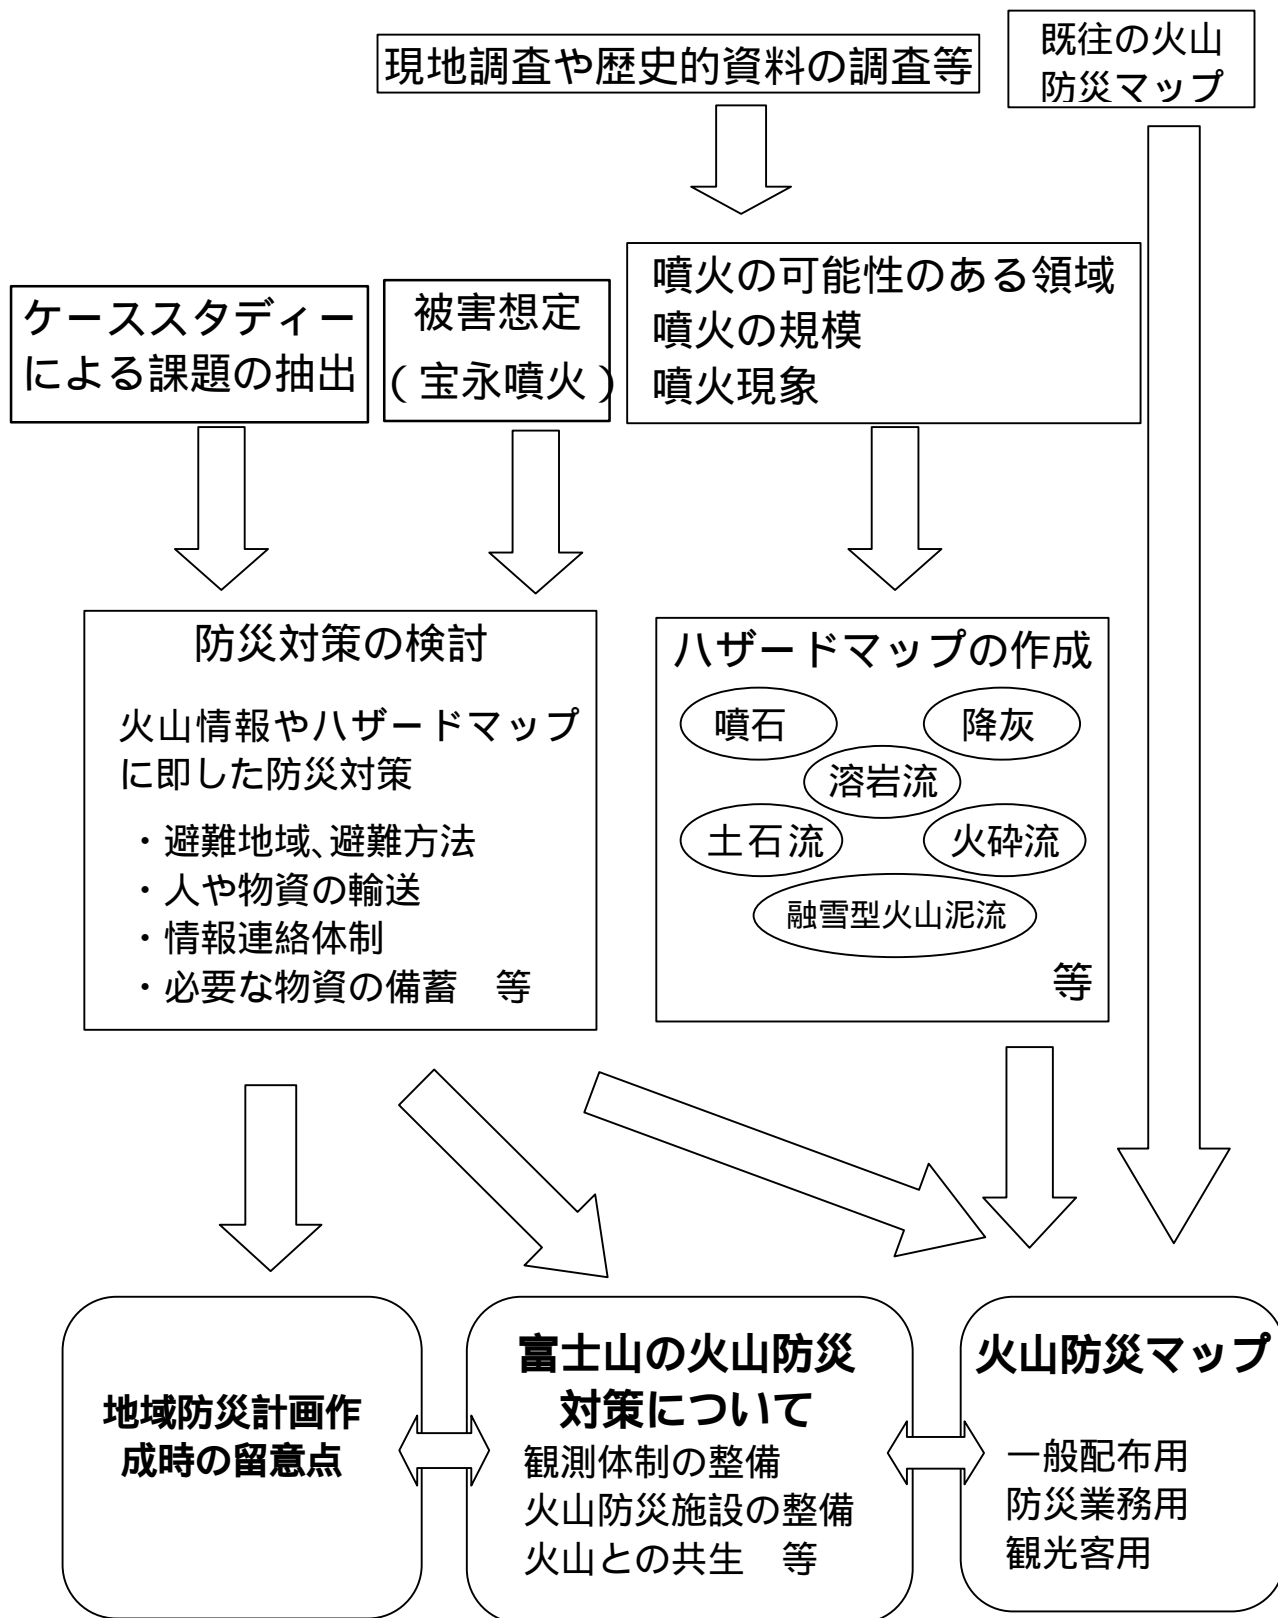 現地調査や歴史的資料の調査等
既往の火山
防災マップ
ケーススタディー
による課題の抽出
被害想定
（宝永噴火）
噴火の可能性のある領域
噴火の規模
噴火現象
防災対策の検討
火山情報やハザードマップ
に即した防災対策
・避難地域、避難方法
・人や物資の輸送
・情報連絡体制
・必要な物資の備蓄　等
ハザードマップの作成
噴石
降灰
溶岩流
土石流
火砕流
融雪型火山泥流
等
地域防災計画作
成時の留意点
富士山の火山防災
対策について
観測体制の整備
火山防災施設の整備
火山との共生　等
火山防災マップ
一般配布用
防災業務用
観光客用